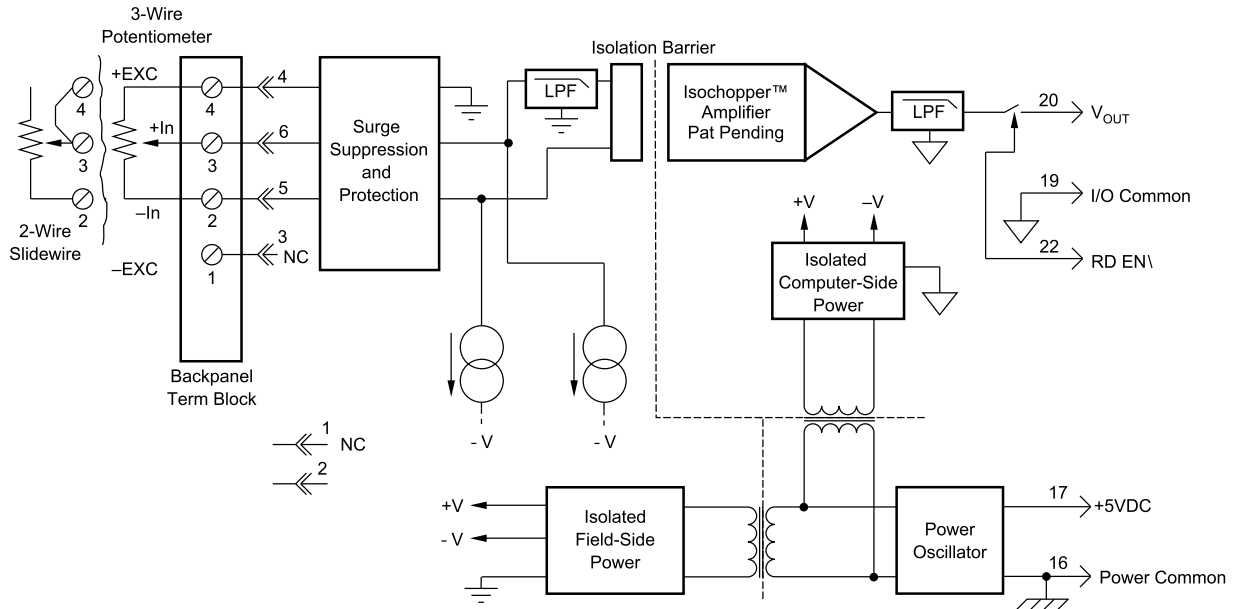 3-Wire
Potentiometer
+EXC
4
3
2
+In
–In
–EXC
2-Wire
Slidewire
4
3
2
1
4
6
5
3
NC
Backpanel
Term Block
1
NC
2
Surge
Suppression
and
Protection
LPF
Isolation Barrier
Isochopper™
Amplifier
Pat Pending
LPF
20
VOUT
19
I/O Common
22
RD EN\
+V
–V
Isolated
Computer-Side
Power
- V
- V
+V
- V
Isolated
Field-Side
Power
Power
Oscillator
17
+5VDC
16
Power Common